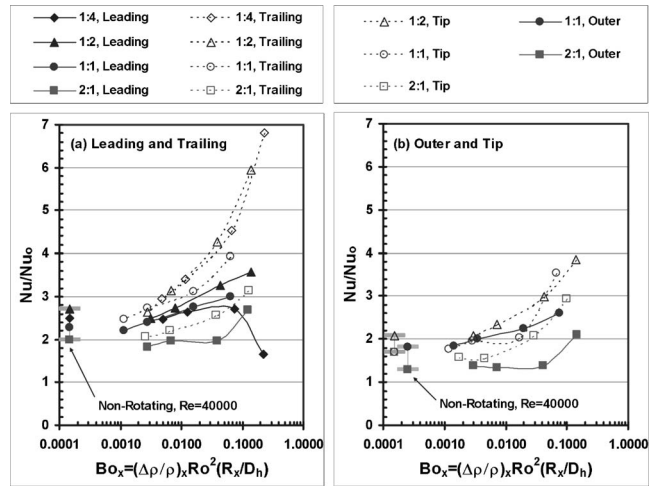 1:4, Leading 1:4, Trailing
1:2, Leading 1:2, Trailing
1:1, Leading 1:1, Trailing
2:1, Leading 2:1, Trailing
1:2, Tip 1:1, Outer
1:1, Tip 2:1, Outer
2:1, Tip
(a) Leading and Trailing
Nu/Nu₀
7
6
5
4
3
2
1
0
Non-Rotating, Re=40000
0.0001 0.0010 0.0100 0.1000 1.0000
Boₓ=(Δρ/ρ)ₓRo²(Rₓ/Dₕ)
(b) Outer and Tip
Nu/Nu₀
7
6
5
4
3
2
1
0
Non-Rotating, Re=40000
0.0001 0.0010 0.0100 0.1000 1.0000
Boₓ=(Δρ/ρ)ₓRo²(Rₓ/Dₕ)